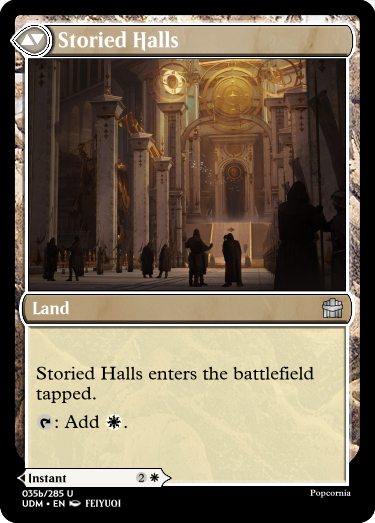 Storied Halls
Land
Storied Halls enters the battlefield
tapped.
: Add .
Instant 2
035b/285 U
Popcornia
UDM • EN FEIYUOI